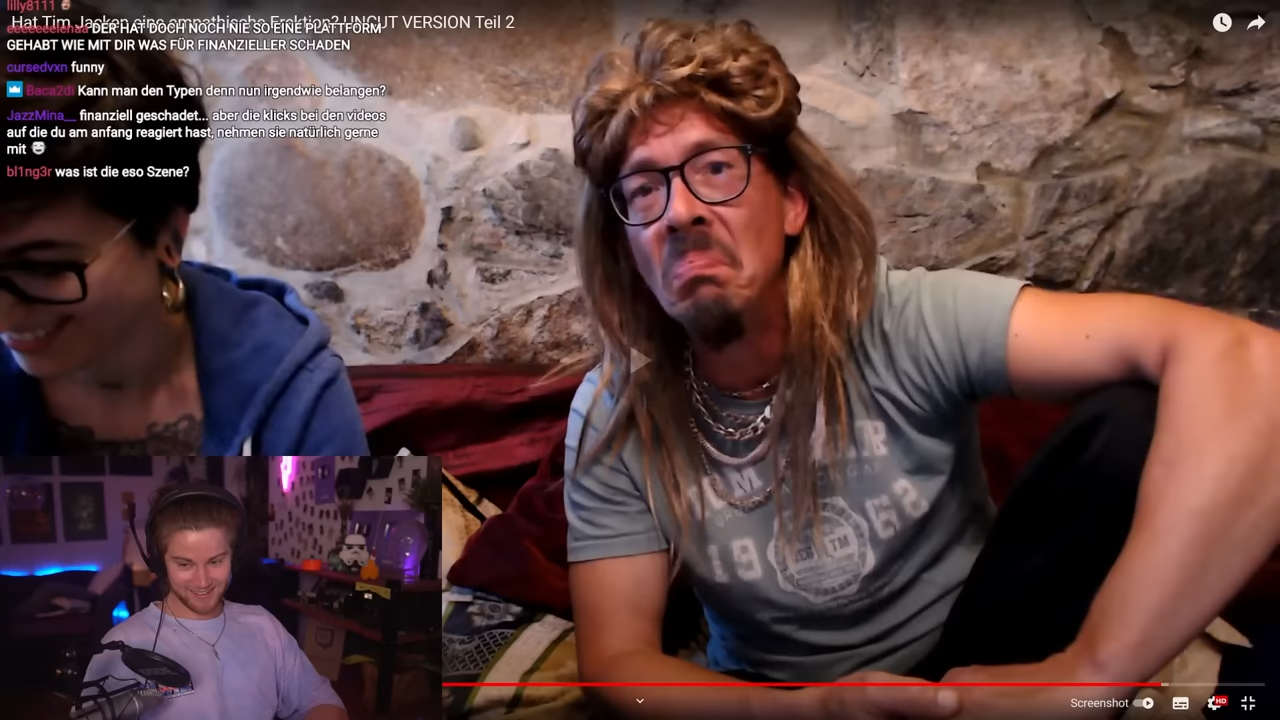 lilly8111
Hat Tim Jacken eine empathische Erektion? UNCUT VERSION Teil 2
eeeeeeelenaa DER HAT DOCH NOCH NIE SO EINE PLATTFORM
GEHABT WIE MIT DIR WAS FÜR FINANZIELLER SCHADEN
cursedvxn funny
Baca2di Kann man den Typen denn nun irgendwie belangen?
JazzMina__ finanziell geschadet... aber die klicks bei den videos
auf die du am anfang reagiert hast, nehmen sie natürlich gerne
mit
bl1ng3r was ist die eso Szene?
TOM
1962
Screenshot
HD